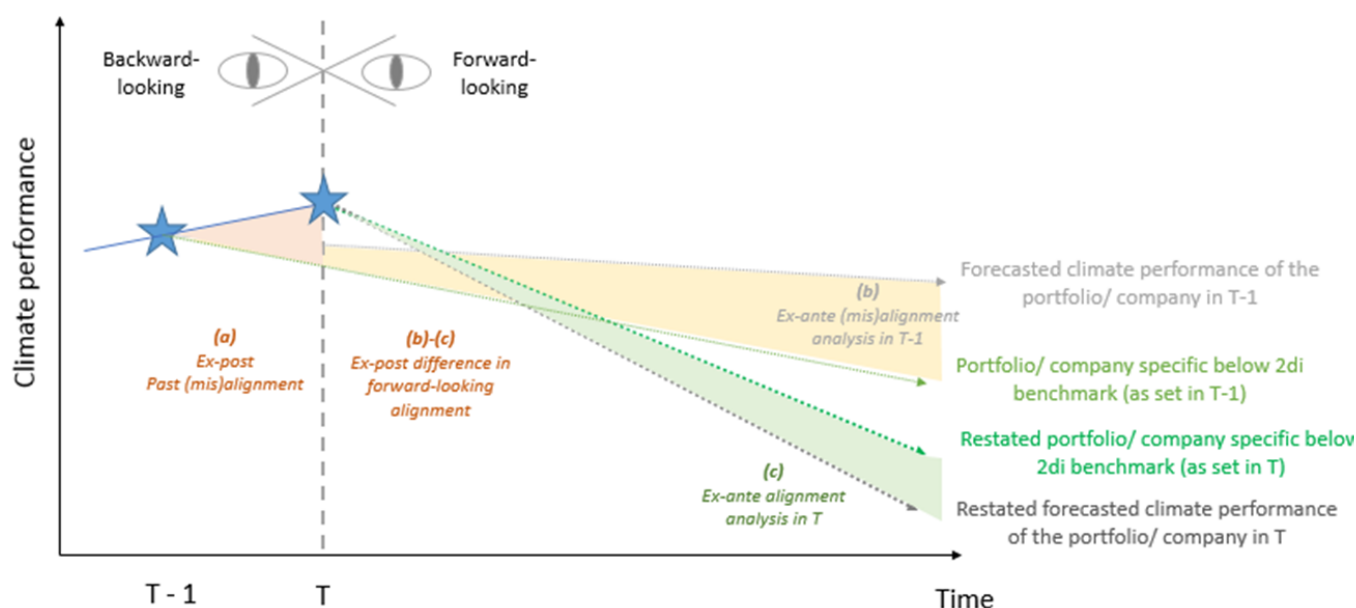 Backward-
looking
Forward-
looking
Climate performance
(a)
Ex-post
Past (mis)alignment
(b)-(c)
Ex-post difference in
forward-looking
alignment
(b)
Ex-ante (mis)alignment
analysis in T-1
(c)
Ex-ante alignment
analysis in T
Forecasted climate performance of the
portfolio/ company in T-1
Portfolio/ company specific below 2di
benchmark (as set in T-1)
Restated portfolio/ company specific below
2di benchmark (as set in T)
Restated forecasted climate performance
of the portfolio/ company in T
T - 1
T
Time